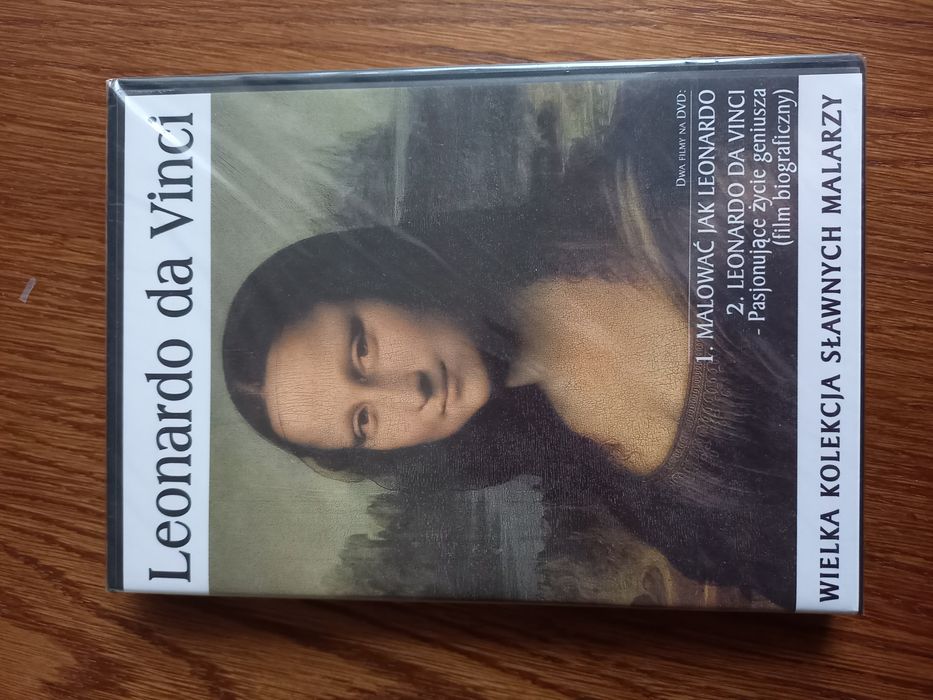 Leonardo da Vinci
DWA FILMY NA DVD:
1. MALOWAĆ JAK LEONARDO
2. LEONARDO DA VINCI
- Pasjonujące życie geniusza
(film biograficzny)
WIELKA KOLEKCJA SŁAWNYCH MALARZY